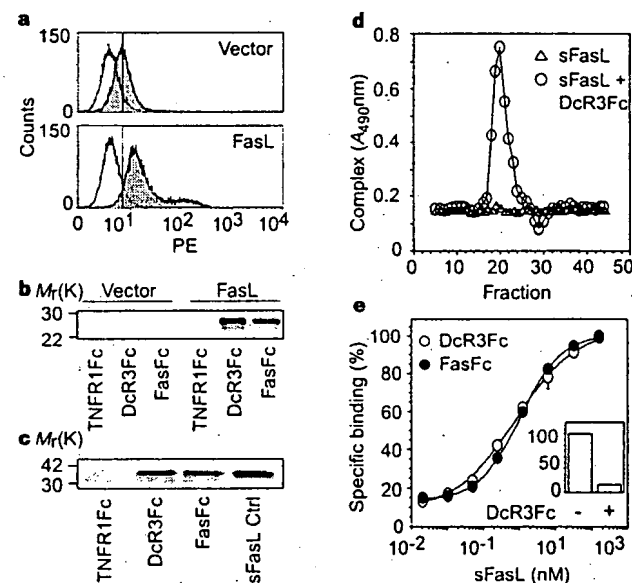 a
150
Vector
0
150
FasL
Counts
0
0 10¹ 10² 10³ 10⁴
PE
b Mr(K) Vector FasL
30
22
TNFR1Fc DcR3Fc FasFc TNFR1Fc DcR3Fc FasFc
c Mr(K)
42
30
TNFR1Fc DcR3Fc FasFc sFasL Ctrl
d
0.8
0.6
0.4
0.2
0
Complex (A490nm)
sFasL
sFasL +
DcR3Fc
0 10 20 30 40 50
Fraction
e
100
80
60
40
20
0
Specific binding (%)
DcR3Fc
FasFc
100
50
0
DcR3Fc - +
10⁻² 10⁻¹ 10¹ 10³
sFasL (nM)